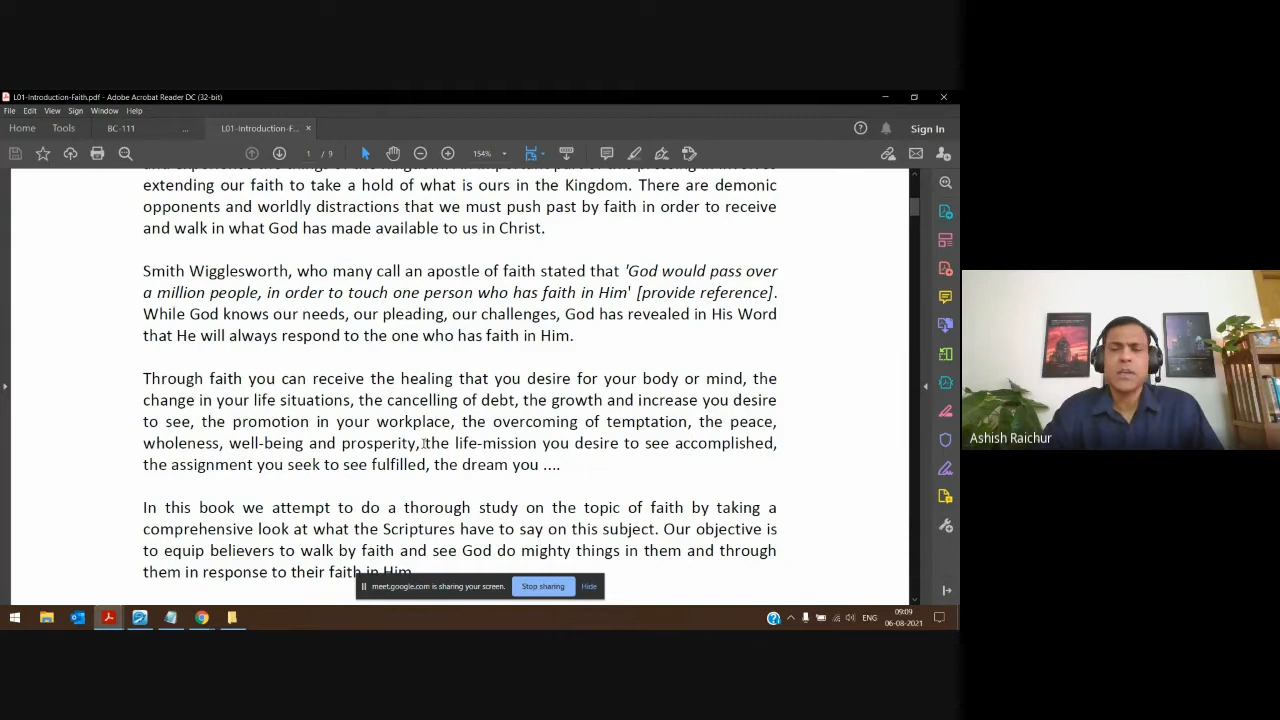 L01-Introduction-Faith.pdf - Adobe Acrobat Reader DC (32-bit)
File Edit View Sign Window Help
Home Tools BC-111 ... L01-Introduction-F... × Sign In
1 / 9 154%
extending our faith to take a hold of what is ours in the Kingdom. There are demonic
opponents and worldly distractions that we must push past by faith in order to receive
and walk in what God has made available to us in Christ.
Smith Wigglesworth, who many call an apostle of faith stated that 'God would pass over
a million people, in order to touch one person who has faith in Him' [provide reference].
While God knows our needs, our pleading, our challenges, God has revealed in His Word
that He will always respond to the one who has faith in Him.
Through faith you can receive the healing that you desire for your body or mind, the
change in your life situations, the cancelling of debt, the growth and increase you desire
to see, the promotion in your workplace, the overcoming of temptation, the peace,
wholeness, well-being and prosperity, the life-mission you desire to see accomplished,
the assignment you seek to see fulfilled, the dream you ....
In this book we attempt to do a thorough study on the topic of faith by taking a
comprehensive look at what the Scriptures have to say on this subject. Our objective is
to equip believers to walk by faith and see God do mighty things in them and through
them in response to their faith in Him.
meet.google.com is sharing your screen. Stop sharing Hide
Ashish Raichur
ENG
09:09
06-08-2021